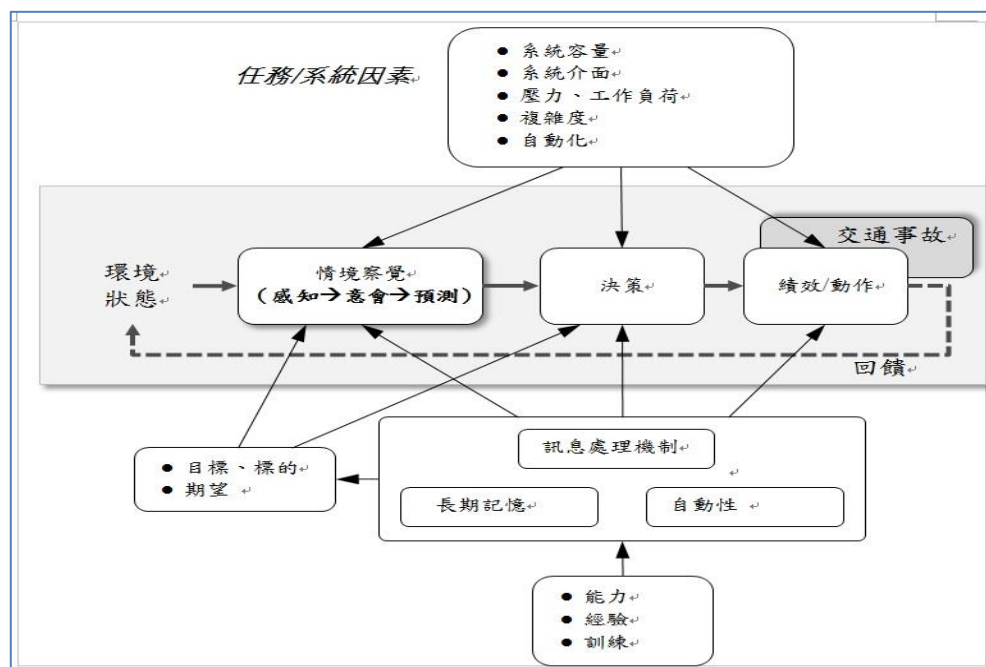 任務/系統因素
● 系統容量
● 系統介面
● 壓力、工作負荷
● 複雜度
● 自動化
交通事故
環境
狀態
情境察覺
（感知→意會→預測）
決策
績效/動作
回饋
● 目標、標的
● 期望
訊息處理機制
長期記憶
自動性
● 能力
● 經驗
● 訓練